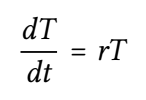 dT/dt = rT